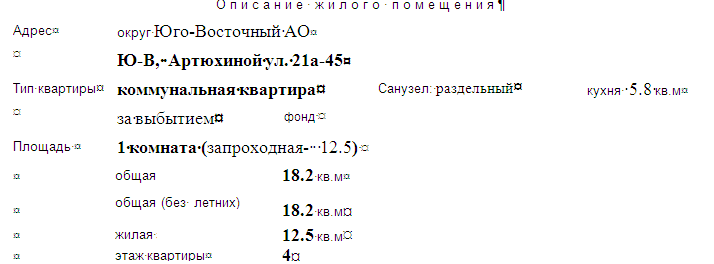 Описание жилого помещения
Адрес округ Юго-Восточный АО
Ю-В, Артюхиной ул. 21а-45
Тип квартиры коммунальная квартира Санузел: раздельный кухня 5.8 кв.м
за выбытием фонд
Площадь 1 комната (запроходная- 12.5)
общая 18.2 кв.м
общая (без летних) 18.2 кв.м
жилая 12.5 кв.м
этаж квартиры 4